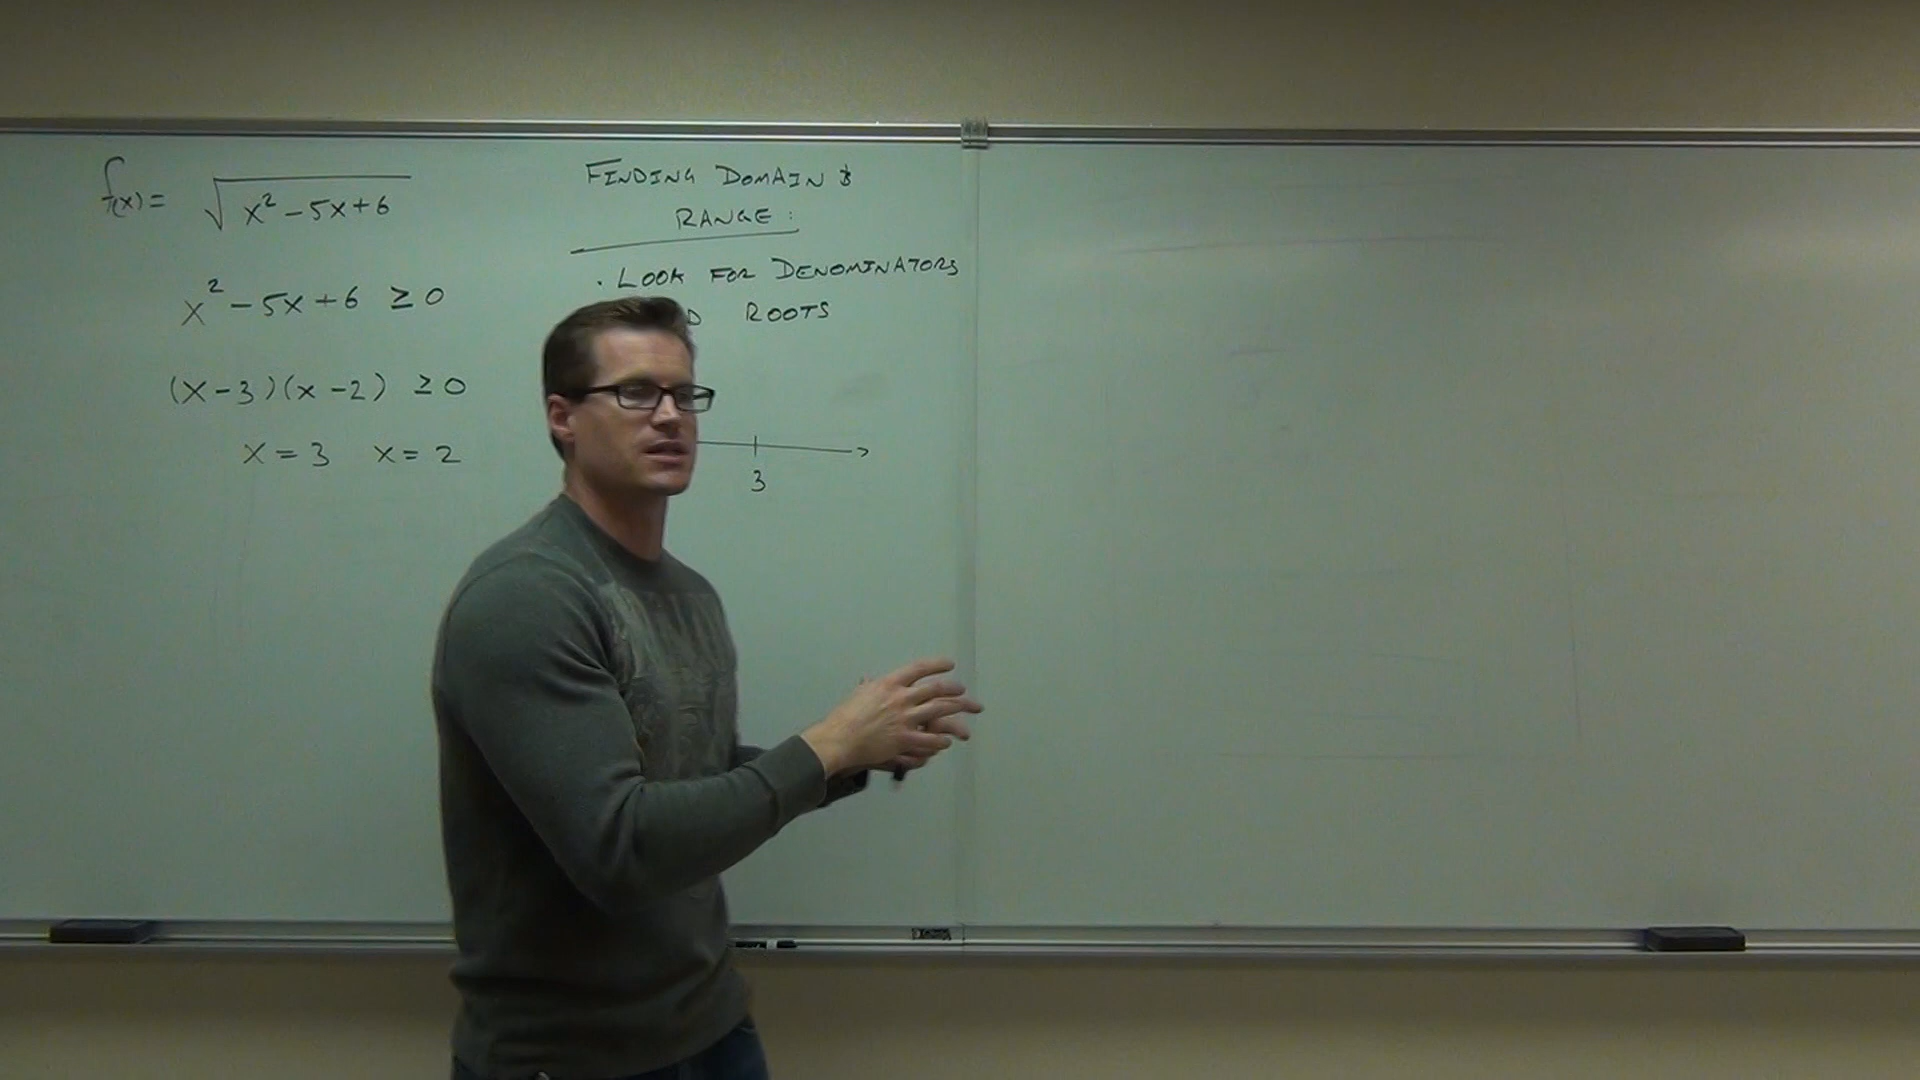 f(x) = √(x² - 5x + 6)
x² - 5x + 6 ≥ 0
(x - 3)(x - 2) ≥ 0
x = 3 x = 2
FINDING DOMAIN &
RANGE:
· LOOK FOR DENOMINATORS
ROOTS
3